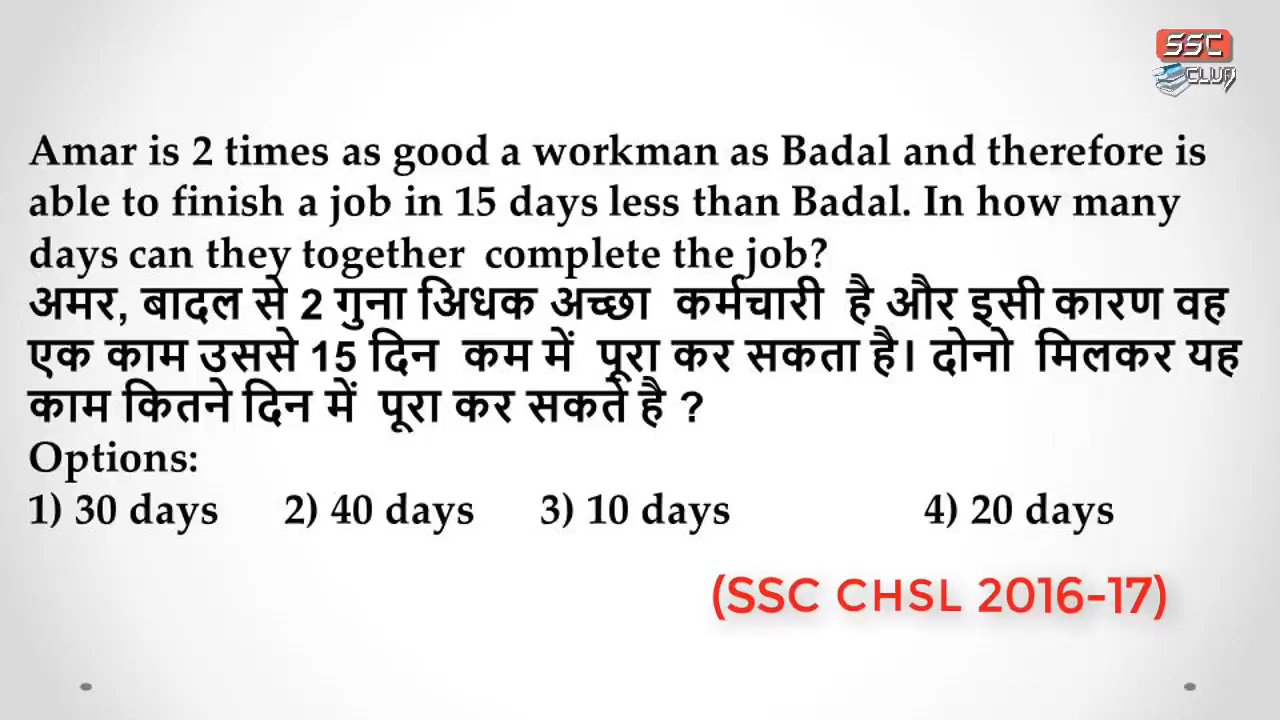 SSC
CLUB
Amar is 2 times as good a workman as Badal and therefore is
able to finish a job in 15 days less than Badal. In how many
days can they together complete the job?
अमर, बादल से 2 गुना अिधक अच्छा कर्मचारी है और इसी कारण वह
एक काम उससे 15 दिन कम में पूरा कर सकता है। दोनो मिलकर यह
काम कितने दिन में पूरा कर सकते है ?
Options:
1) 30 days 2) 40 days 3) 10 days 4) 20 days
(SSC CHSL 2016-17)